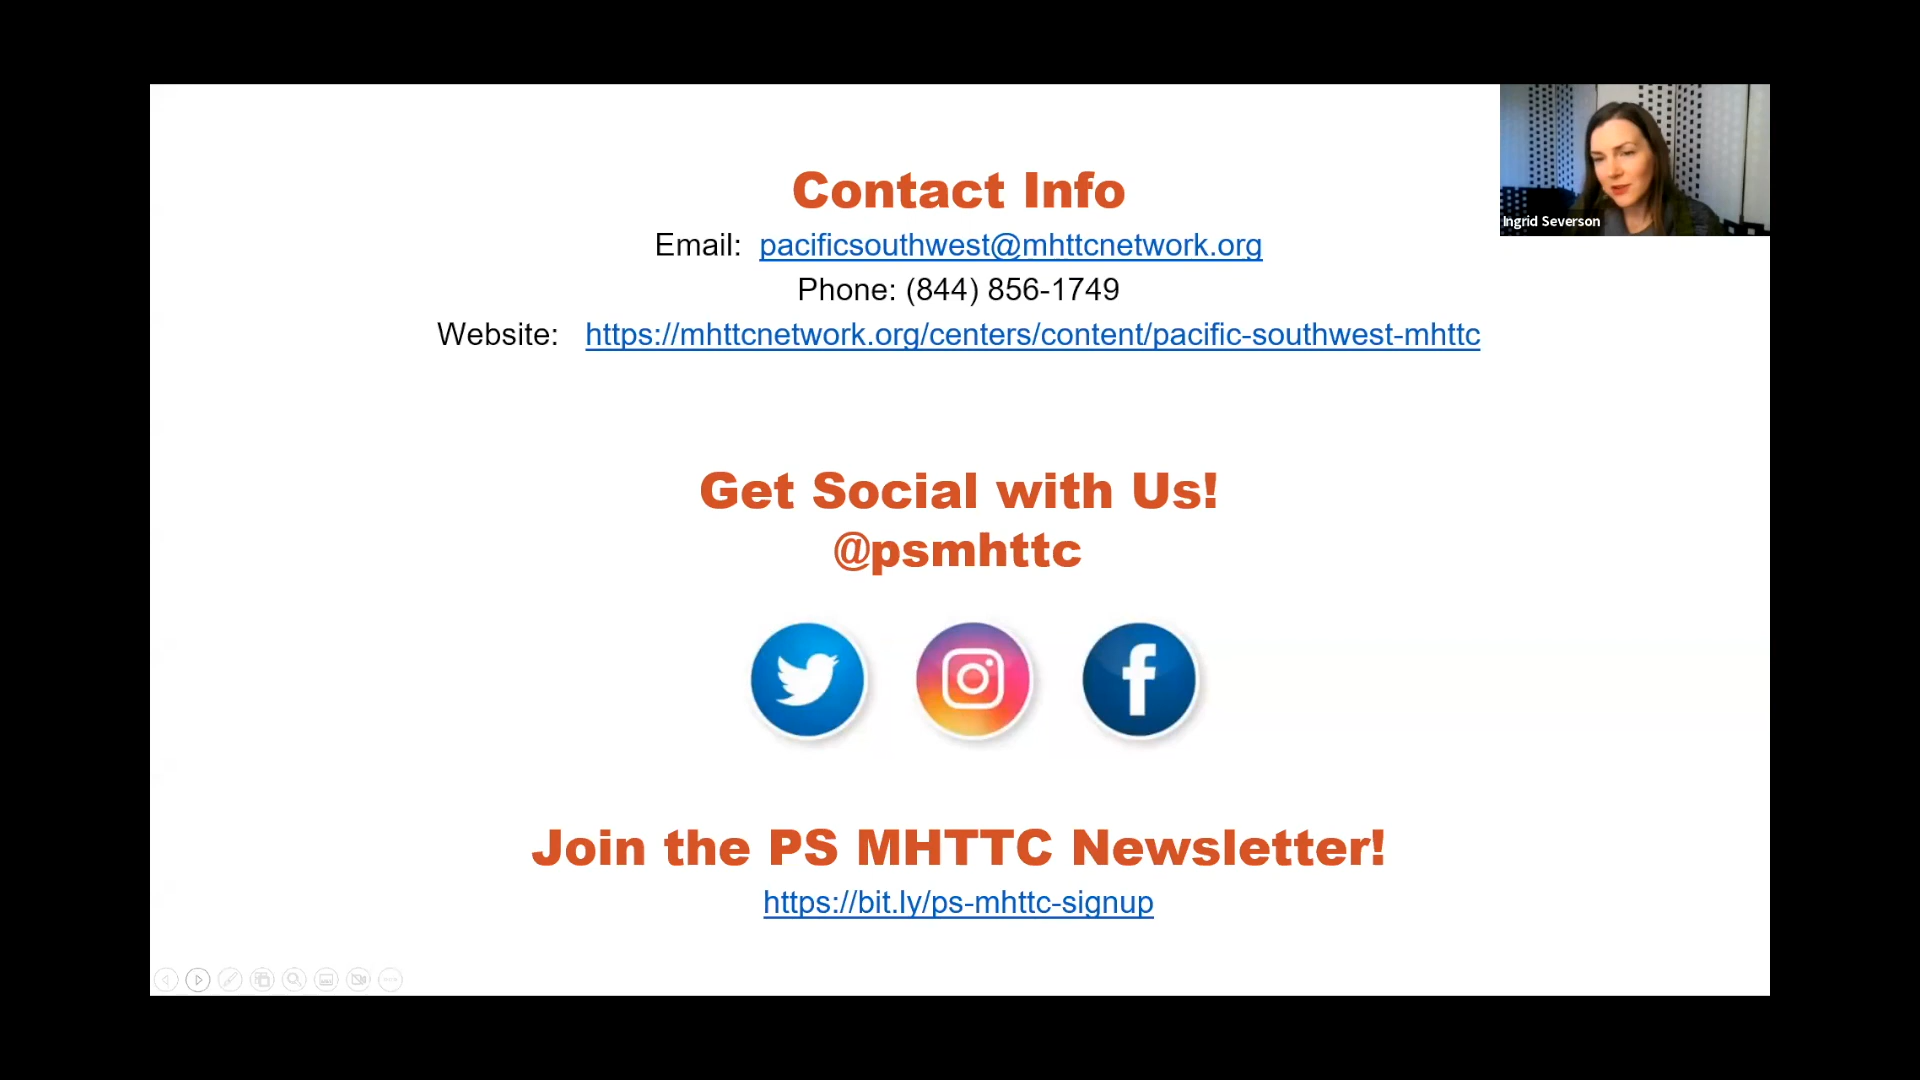 Contact Info
Email: pacificsouthwest@mhttcnetwork.org
Phone: (844) 856-1749
Website: https://mhttcnetwork.org/centers/content/pacific-southwest-mhttc
Ingrid Severson
Get Social with Us!
@psmhttc
Join the PS MHTTC Newsletter!
https://bit.ly/ps-mhttc-signup